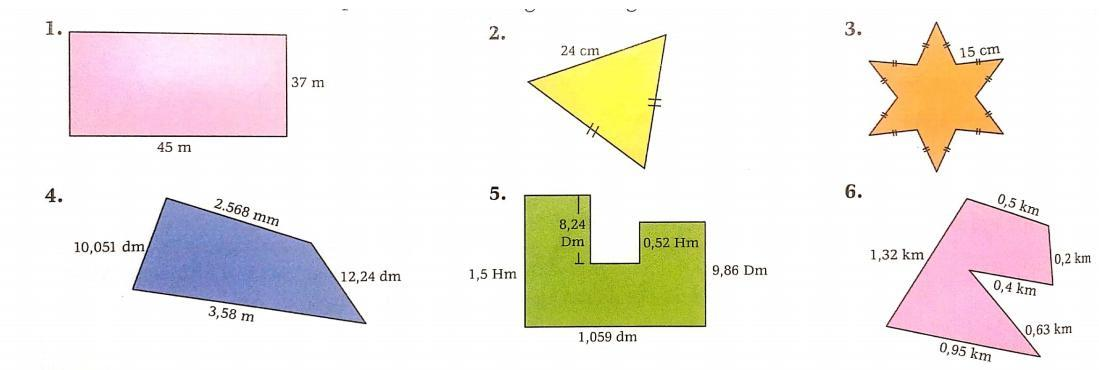 1.
37 m
45 m
2.
24 cm
3.
15 cm
4.
2.568 mm
10,051 dm
12,24 dm
3,58 m
5.
8,24
Dm
0,52 Hm
1,5 Hm
9,86 Dm
1,059 dm
6.
0,5 km
1,32 km
0,2 km
0,4 km
0,63 km
0,95 km